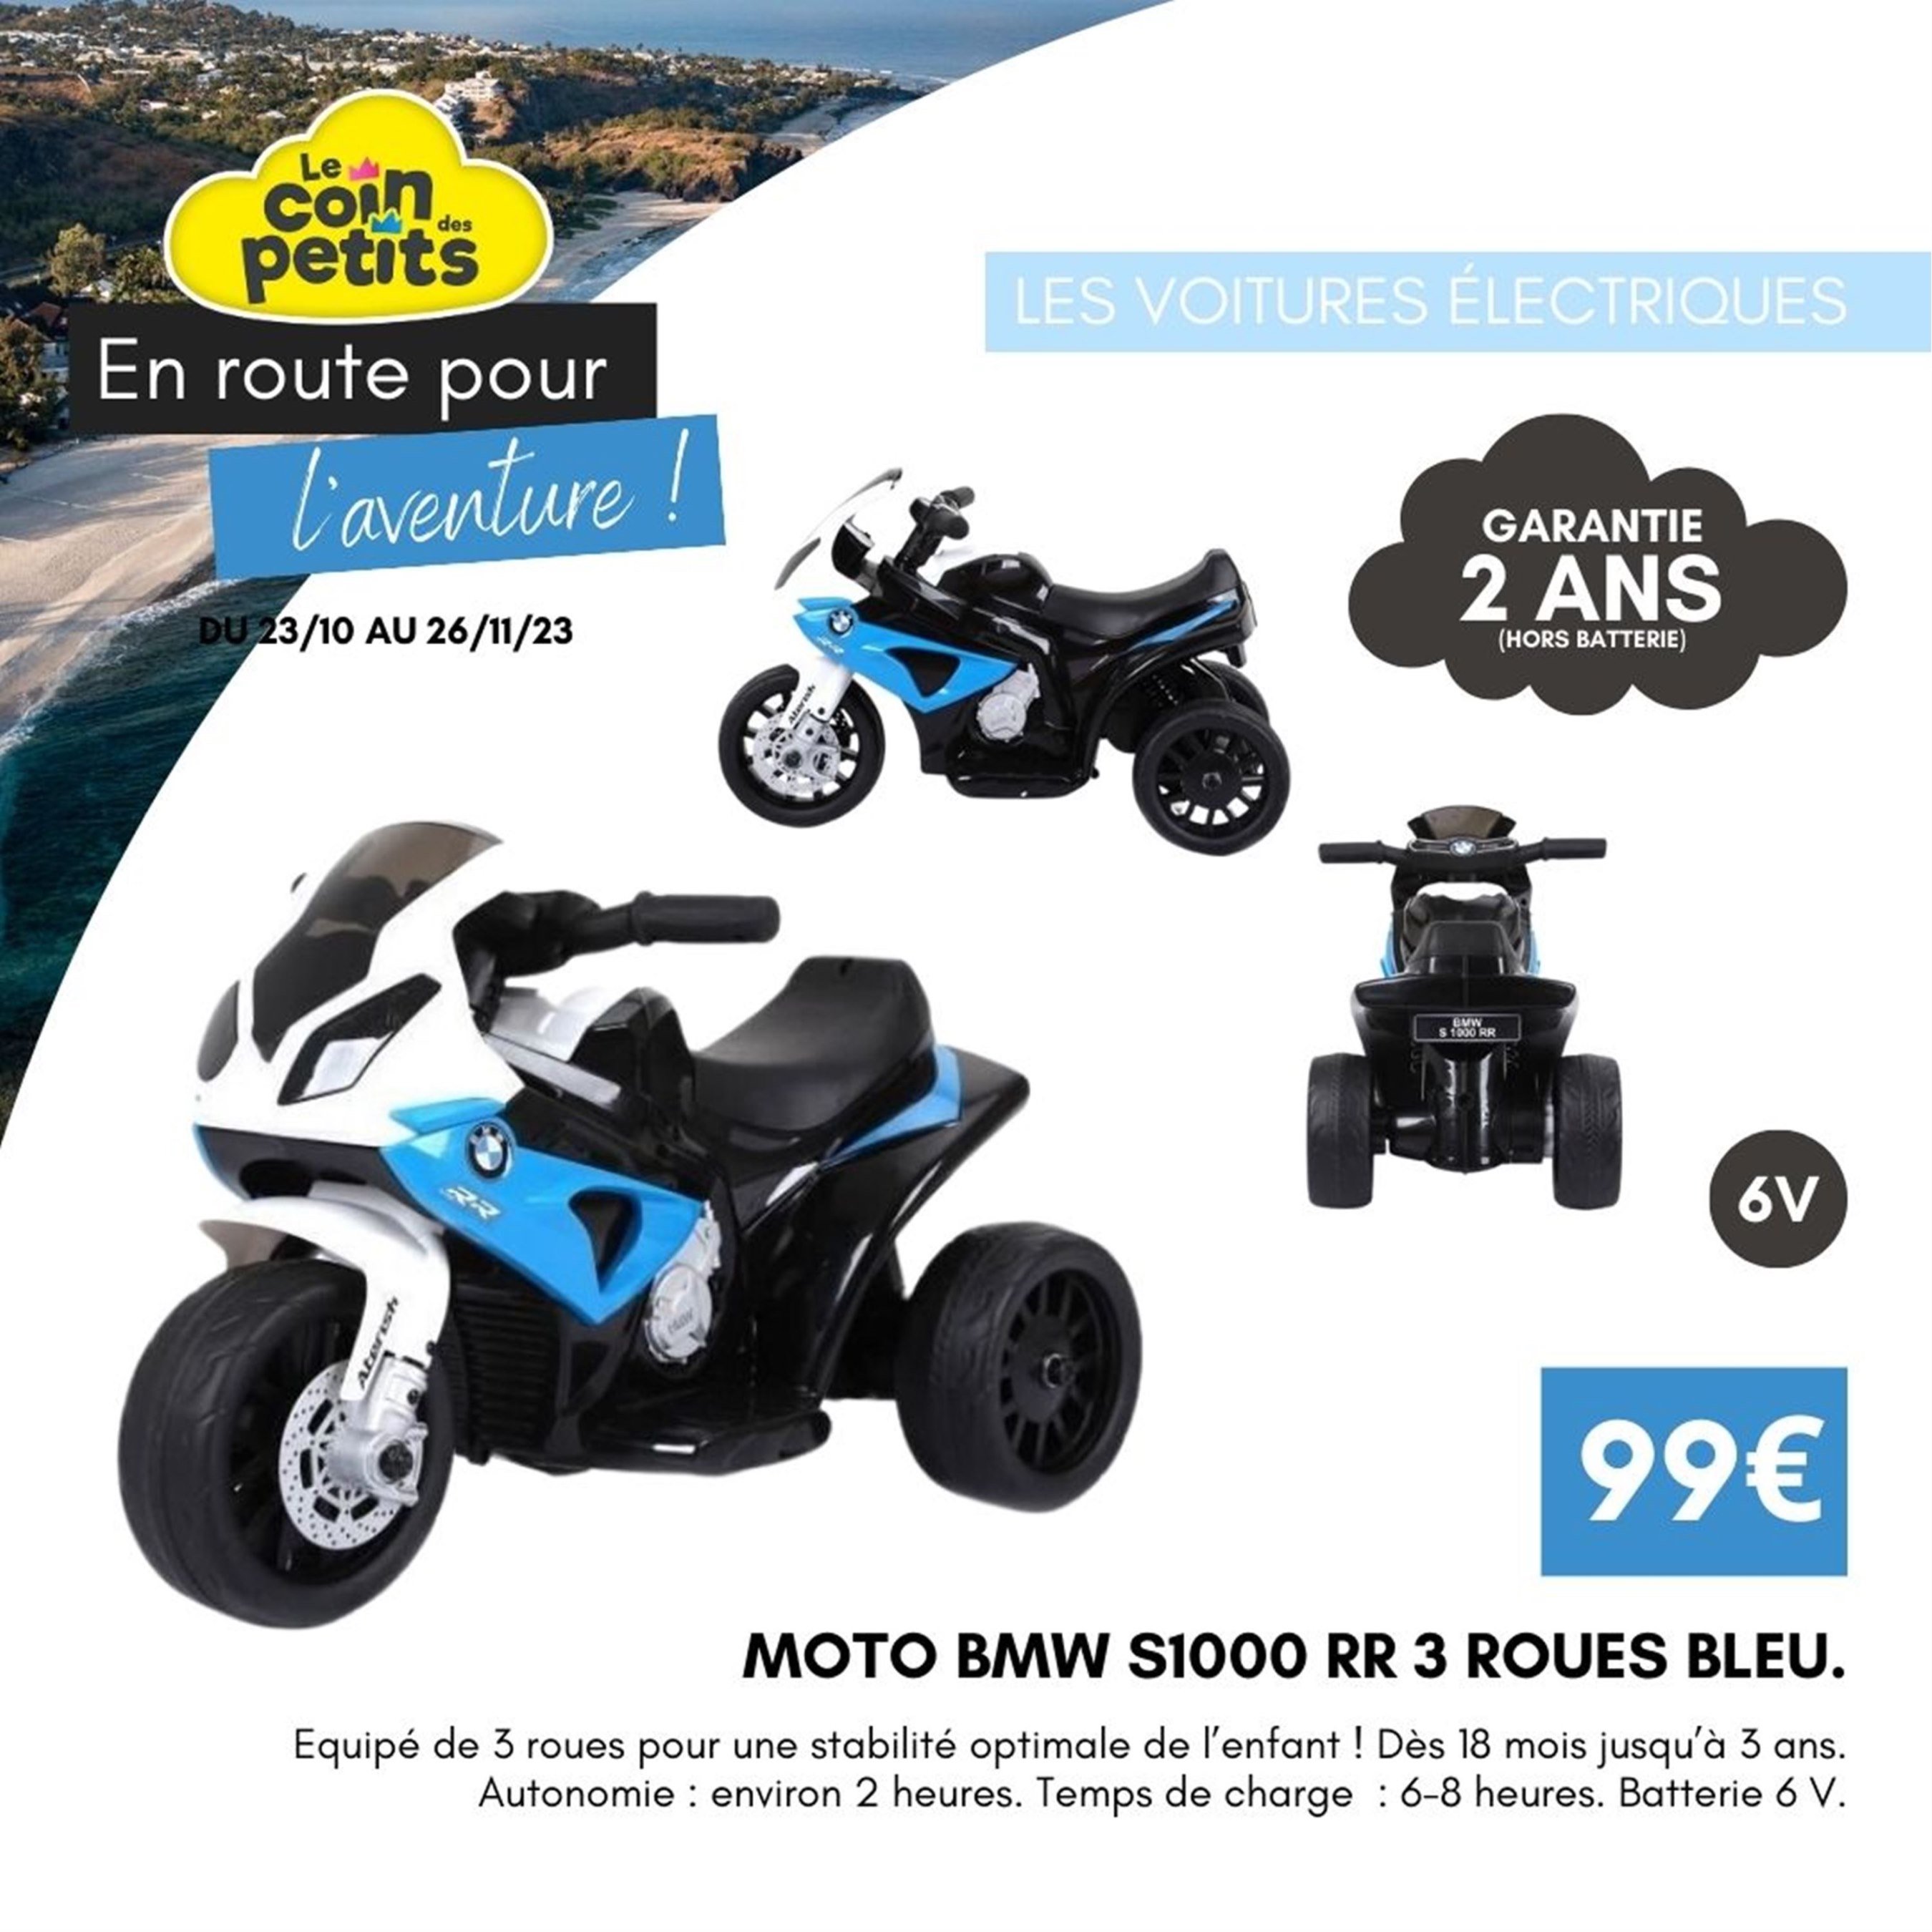 Le
coin des
petits
En route pour
l'aventure !
DU 23/10 AU 26/11/23
LES VOITURES ÉLECTRIQUES
GARANTIE
2 ANS
(HORS BATTERIE)
BMW
S 1000 RR
RR
6V
99€
MOTO BMW S1000 RR 3 ROUES BLEU.
Equipé de 3 roues pour une stabilité optimale de l'enfant ! Dès 18 mois jusqu'à 3 ans.
Autonomie : environ 2 heures. Temps de charge : 6-8 heures. Batterie 6 V.